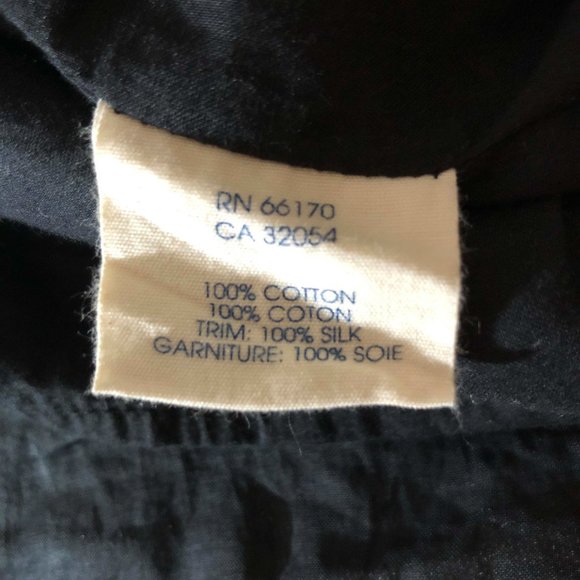 RN 66170
CA 32054
100% COTTON
100% COTON
TRIM: 100% SILK
GARNITURE: 100% SOIE